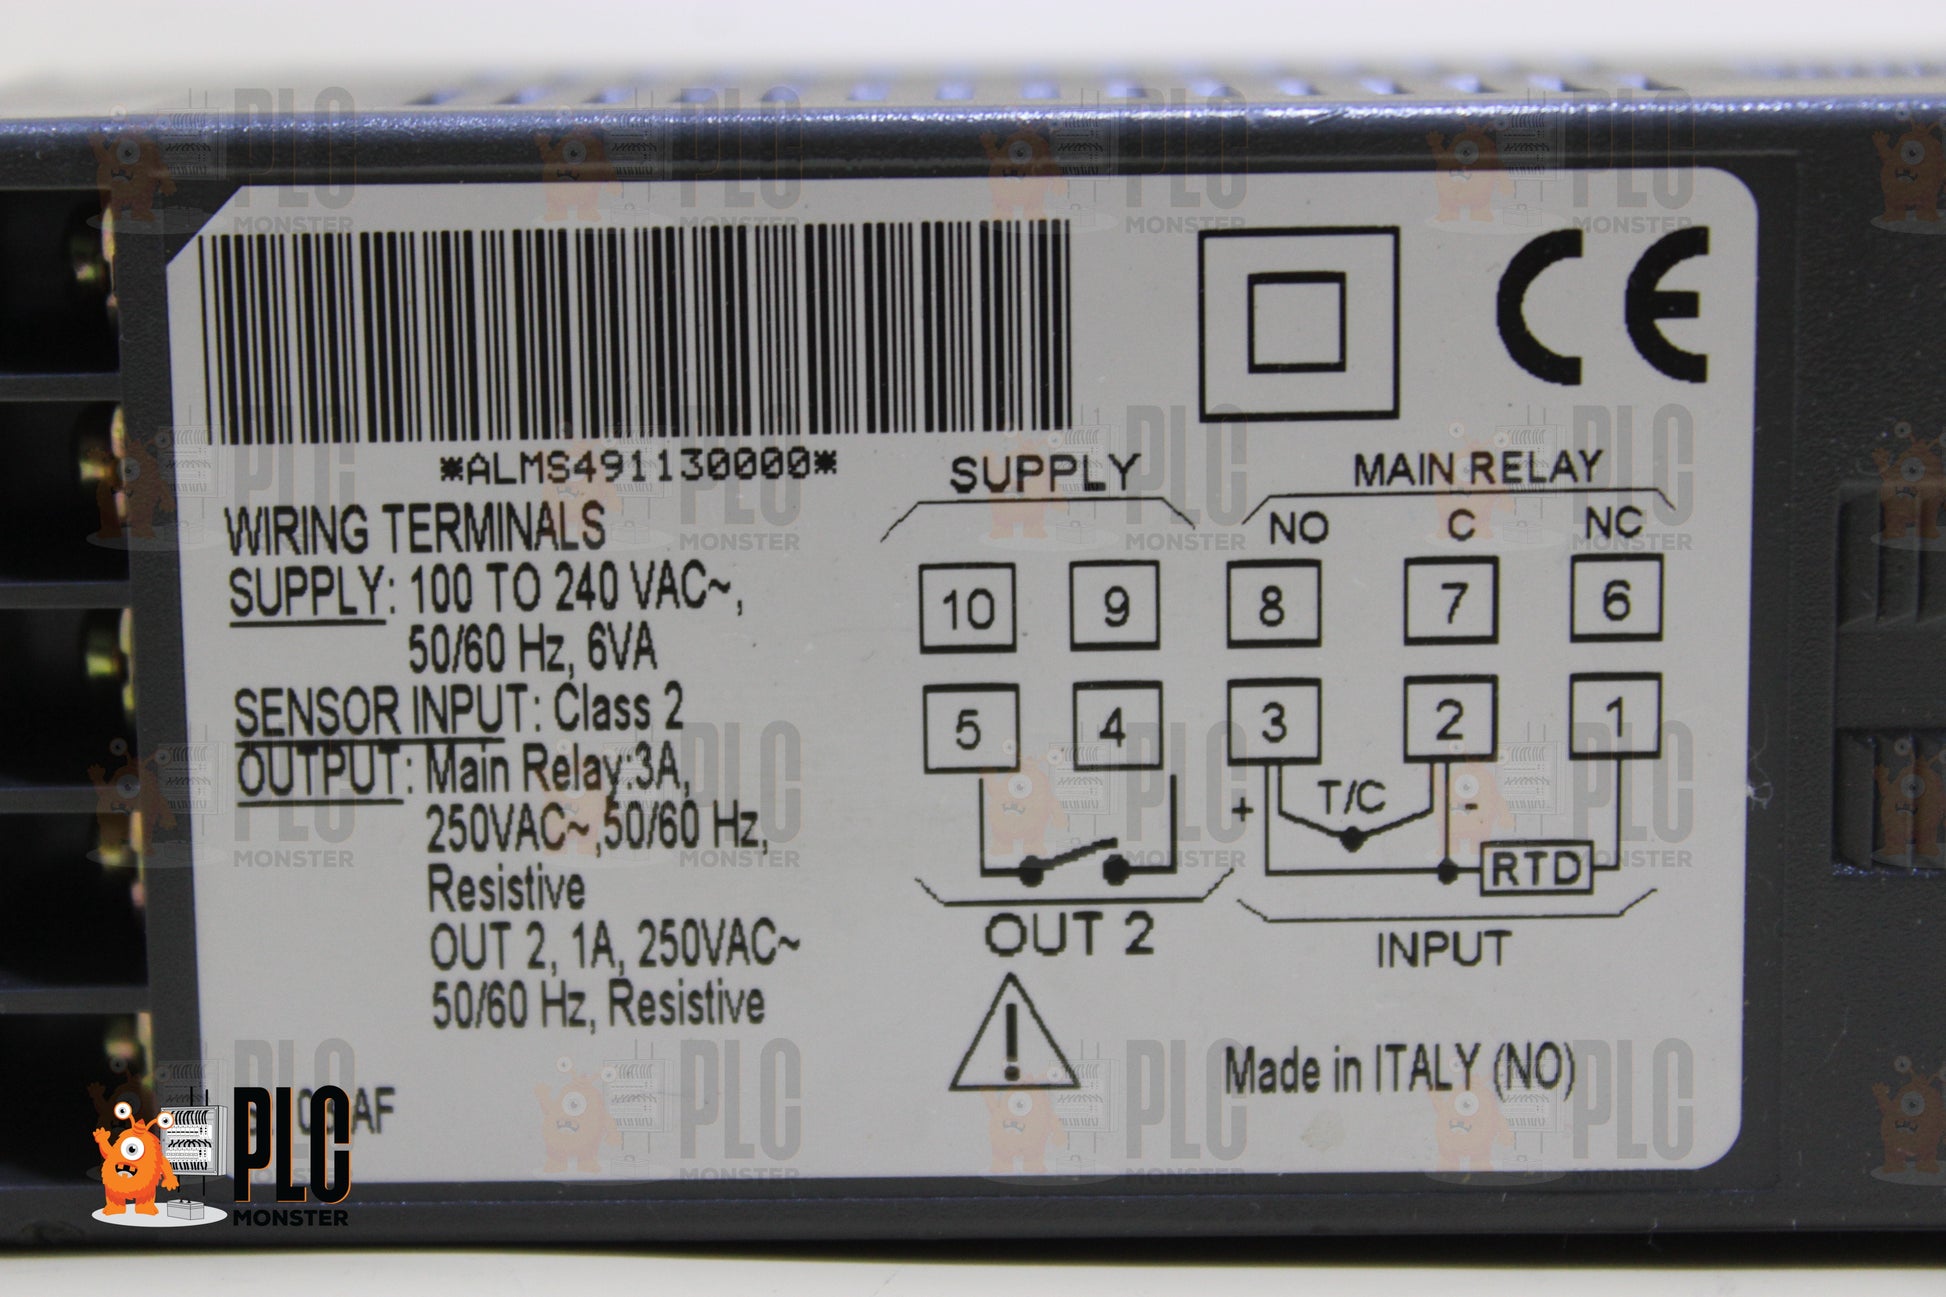 *ALMS491130000*
WIRING TERMINALS
SUPPLY: 100 TO 240 VAC~,
50/60 Hz, 6VA
SENSOR INPUT: Class 2
OUTPUT: Main Relay:3A,
250VAC~,50/60 Hz,
Resistive
OUT 2, 1A, 250VAC~
50/60 Hz, Resistive
AF
CE
SUPPLY
MAIN RELAY
NO C NC
10 9 8 7 6
5 4 3 2 1
+ T/C -
RTD
OUT 2
INPUT
!
Made in ITALY (NO)
PLC
MONSTER